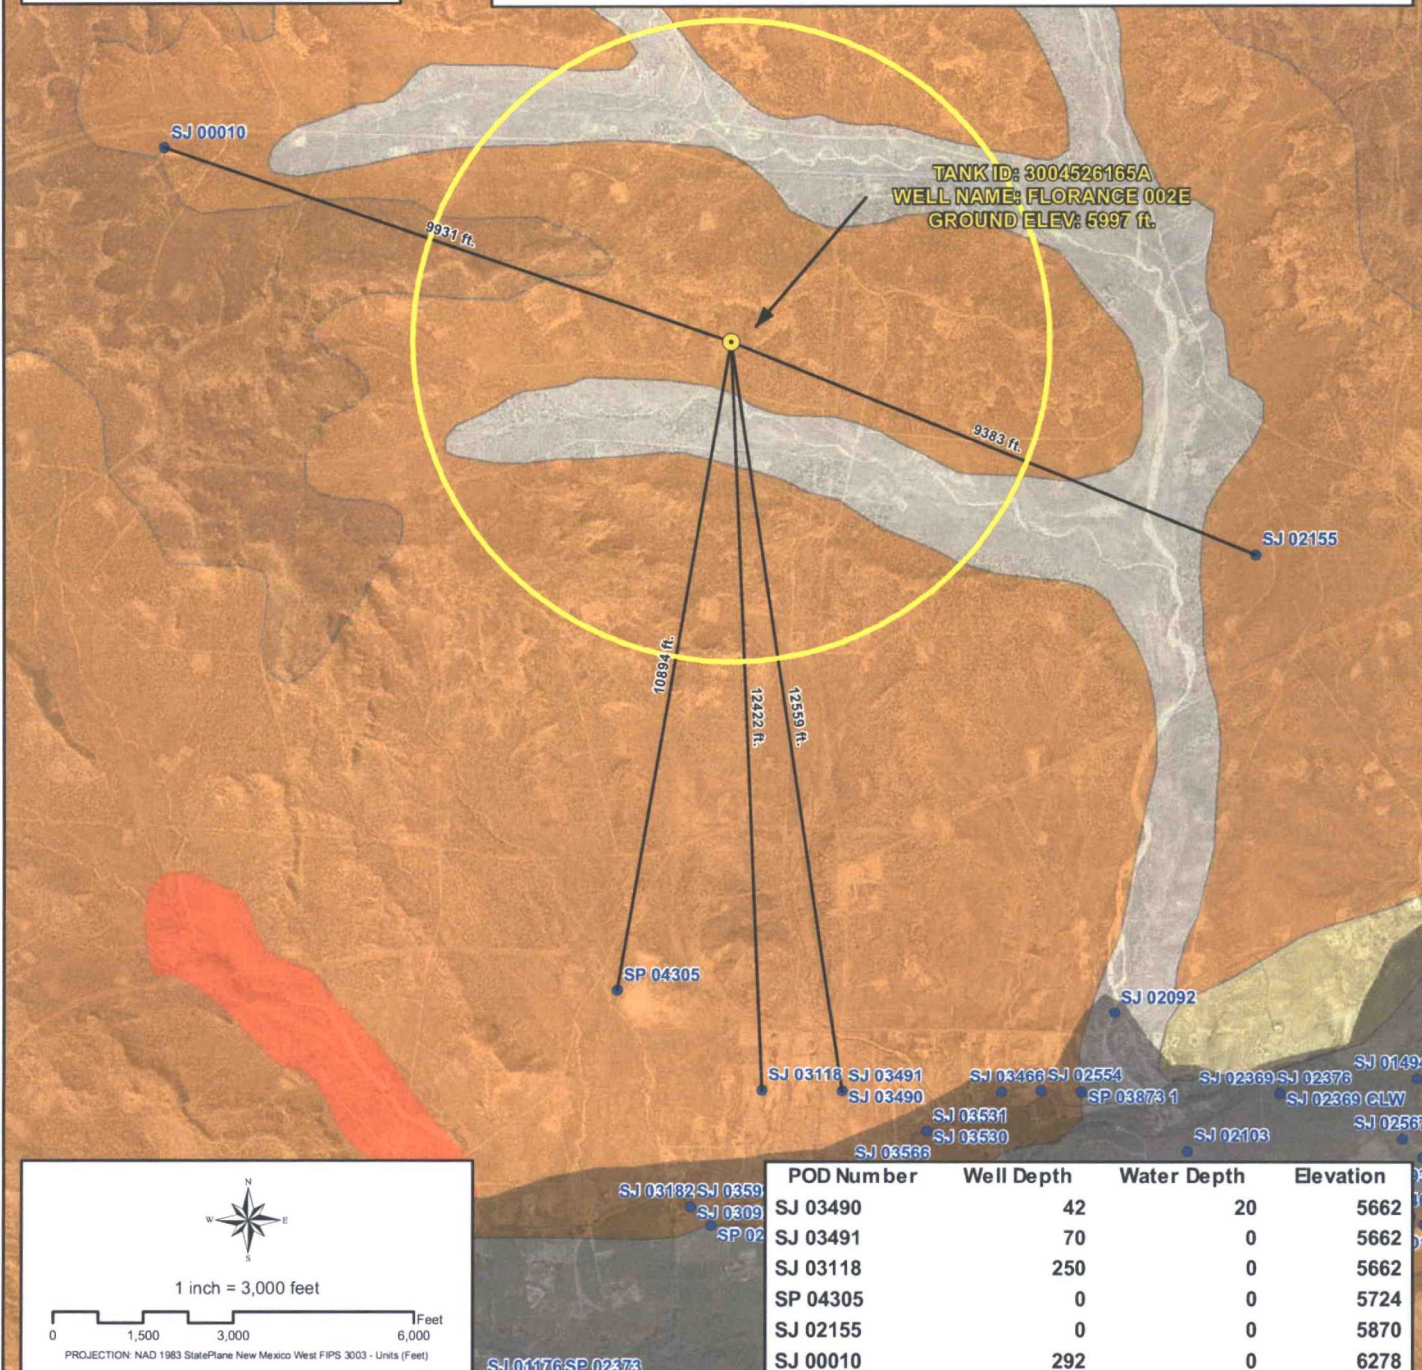 SJ 00010
TANK ID: 3004526165A
WELL NAME: FLORANCE 002E
GROUND ELEV: 5997 ft.
9931 ft.
9383 ft.
SJ 02155
10894 ft.
12422 ft.
12559 ft.
SP 04305
SJ 02092
SJ 03118
SJ 03491
SJ 03490
SJ 03466
SJ 02554
SP 03873 1
SJ 02369
SJ 02376
SJ 02369 CLW
SJ 03531
SJ 03530
SJ 03566
SJ 02103
SJ 03182
SJ 01176
SP 02373
N
W
E
S
1 inch = 3,000 feet
Feet
0 1,500 3,000 6,000
PROJECTION: NAD 1983 StatePlane New Mexico West FIPS 3003 - Units (Feet)
POD Number Well Depth Water Depth Elevation
SJ 03490 42 20 5662
SJ 03491 70 0 5662
SJ 03118 250 0 5662
SP 04305 0 0 5724
SJ 02155 0 0 5870
SJ 00010 292 0 6278